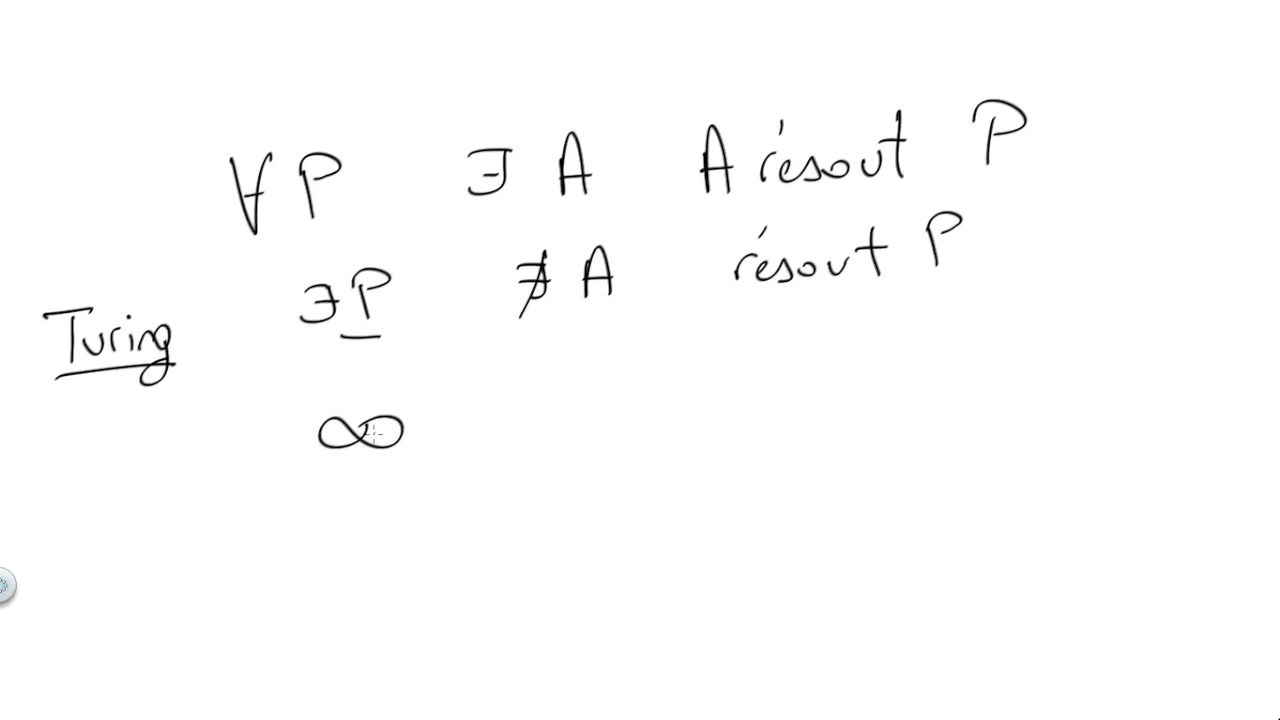 ∀ P ∃ A A résout P
∃ P ∄ A résout P
Turing
∞